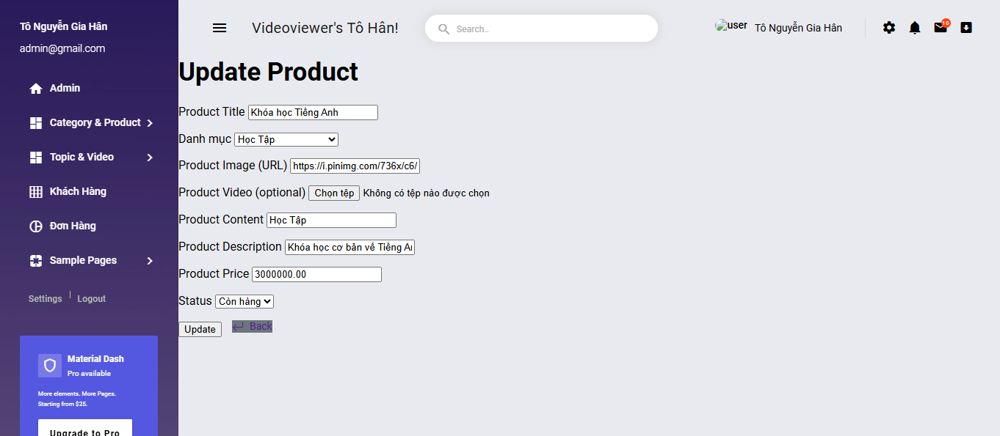 Tô Nguyễn Gia Hân
admin@gmail.com
Admin
Category & Product
Topic & Video
Khách Hàng
Đơn Hàng
Sample Pages
Settings
Logout
Material Dash
Pro available
More elements. More Pages.
Starting from $25.
Upgrade to Pro
Videoviewer's Tô Hân!
Search..
user
Tô Nguyễn Gia Hân
10
Update Product
Product Title Khóa học Tiếng Anh
Danh mục Học Tập
Product Image (URL) https://i.pinimg.com/736x/c6/
Product Video (optional) Chọn tệp Không có tệp nào được chọn
Product Content Học Tập
Product Description Khóa học cơ bản về Tiếng An
Product Price 3000000.00
Status Còn hàng
Update Back